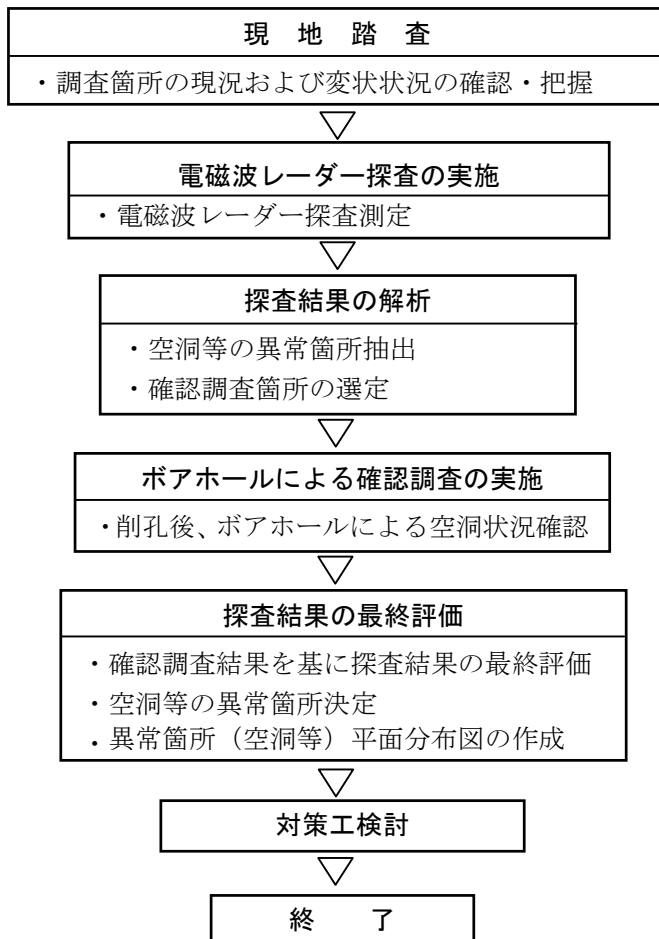 現　地　踏　査
・調査箇所の現況および変状状況の確認・把握
電磁波レーダー探査の実施
・電磁波レーダー探査測定
探査結果の解析
・空洞等の異常箇所抽出
・確認調査箇所の選定
ボアホールによる確認調査の実施
・削孔後、ボアホールによる空洞状況確認
探査結果の最終評価
・確認調査結果を基に探査結果の最終評価
・空洞等の異常箇所決定
・異常箇所（空洞等）平面分布図の作成
対策工検討
終　　了